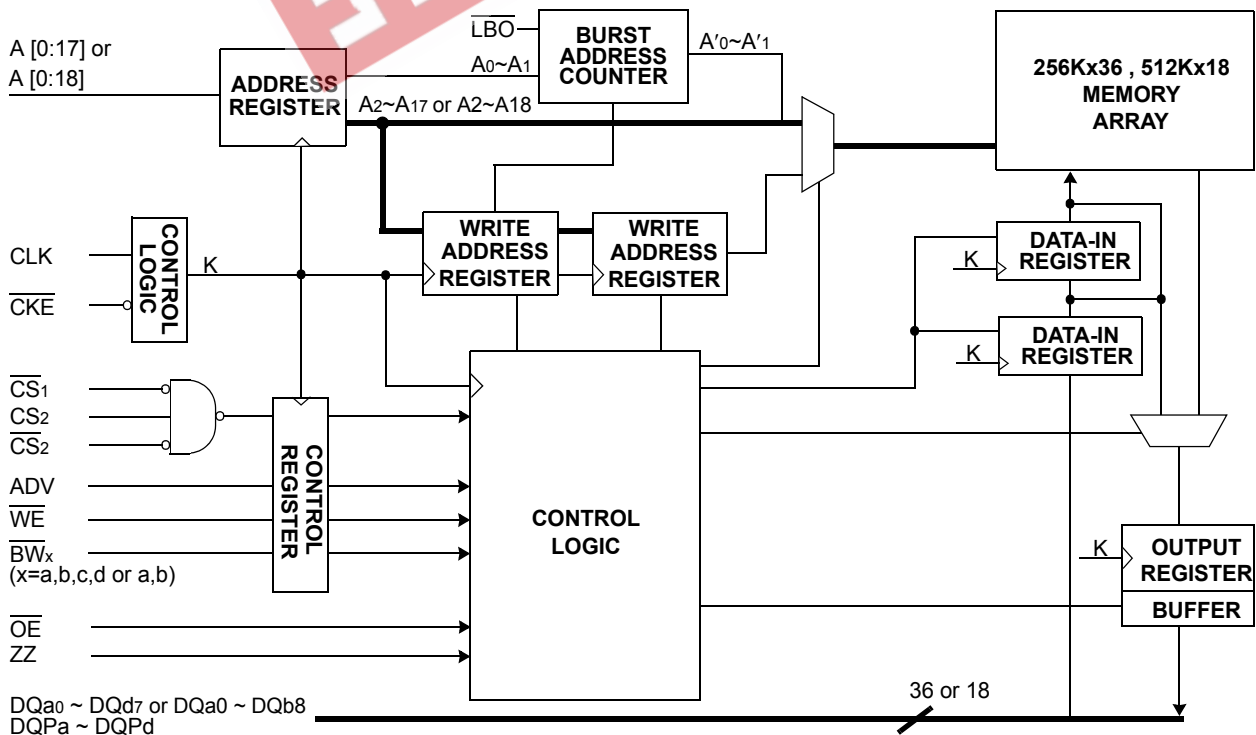 A [0:17] or
A [0:18]
ADDRESS
REGISTER
LBO
A0~A1
BURST
ADDRESS
COUNTER
A′0~A′1
A2~A17 or A2~A18
256Kx36 , 512Kx18
MEMORY
ARRAY
WRITE
ADDRESS
REGISTER
WRITE
ADDRESS
REGISTER
DATA-IN
REGISTER
K
DATA-IN
REGISTER
K
CLK
CKE
CONTROL
LOGIC
K
CS1
CS2
CS2
ADV
WE
BWx
(x=a,b,c,d or a,b)
CONTROL
REGISTER
OE
ZZ
CONTROL
LOGIC
K
OUTPUT
REGISTER
BUFFER
DQa0 ~ DQd7 or DQa0 ~ DQb8
DQPa ~ DQPd
36 or 18